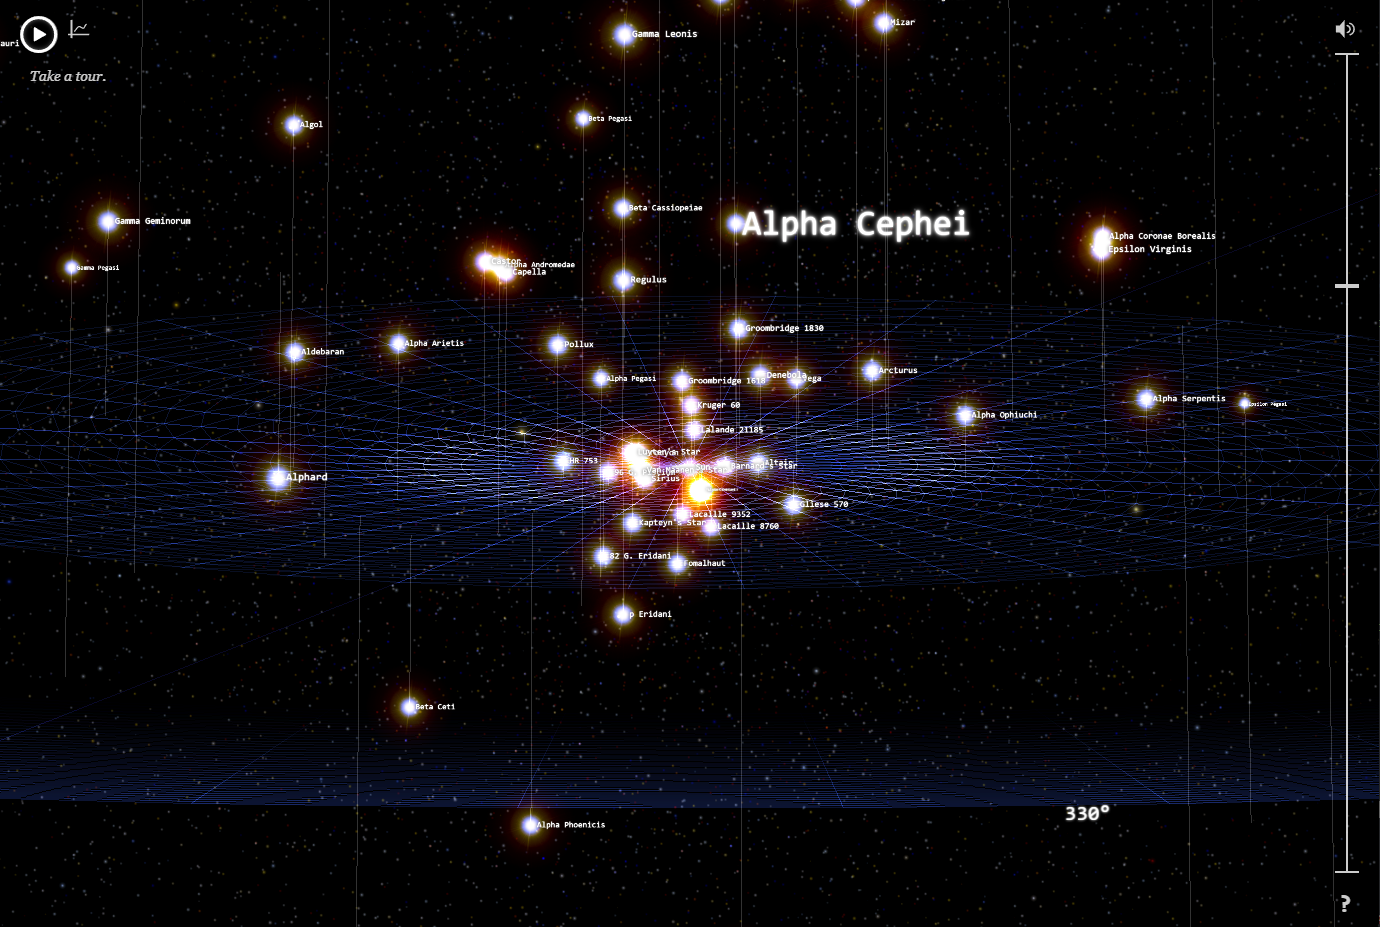 Mizar
Gamma Leonis
auri
Take a tour.
Beta Pegasi
Algol
Beta Cassiopeiae
Gamma Geminorum
Alpha Cephei
Alpha Coronae Borealis
Epsilon Virginis
Gamma Pegasi
Castor
Alpha Andromedae
Capella
Regulus
Groombridge 1830
Aldebaran
Alpha Arietis
Pollux
Alpha Pegasi
Groombridge 1618
Denebola
Vega
Arcturus
Alpha Serpentis
Epsilon Pegasi
Kruger 60
Alpha Ophiuchi
Lalande 21185
Luyten's Star
HR 753
Altair
Barnard's Star
Sun
Van Maanen's Star
Sirius
Alphard
Gliese 570
Lacaille 9352
Kapteyn's Star
Lacaille 8760
82 G. Eridani
Fomalhaut
p Eridani
Beta Ceti
330°
Alpha Phoenicis
?